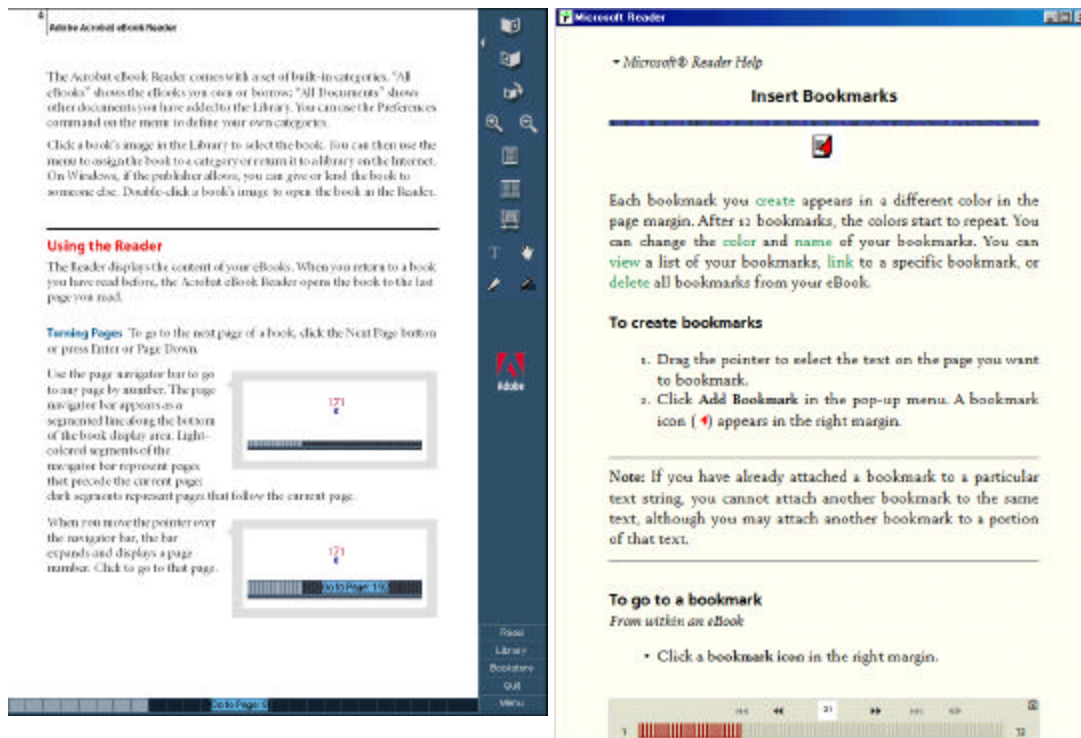 4
Adobe Acrobat eBook Reader
The Acrobat eBook Reader comes with a set of built-in categories. "All
eBooks" shows the eBooks you own or borrow; "All Documents" shows
other documents you have added to the Library. You can use the Preferences
command on the menu to define your own categories.
Click a book's image in the Library to select the book. You can then use the
menu to assign the book to a category or return it to a library on the Internet.
On Windows, if the publisher allows, you can give or lend the book to
someone else. Double-click a book's image to open the book in the Reader.
Using the Reader
The Reader displays the content of your eBooks. When you return to a book
you have read before, the Acrobat eBook Reader opens the book to the last
page you read.
Turning Pages To go to the next page of a book, click the Next Page button
or press Enter or Page Down.
Use the page navigator bar to go
to any page by number. The page
navigator bar appears as a
segmented line along the bottom
of the book display area. Light-
colored segments of the
navigator bar represent pages
that precede the current page;
dark segments represent pages that follow the current page.
171
When you move the pointer over
the navigator bar, the bar
expands and displays a page
number. Click to go to that page.
171
Go to Page:
Adobe
Read
Library
Bookstore
Quit
Menu
Go to Page:
Microsoft Reader
Microsoft® Reader Help
Insert Bookmarks
Each bookmark you create appears in a different color in the
page margin. After 12 bookmarks, the colors start to repeat. You
can change the color and name of your bookmarks. You can
view a list of your bookmarks, link to a specific bookmark, or
delete all bookmarks from your eBook.
To create bookmarks
1. Drag the pointer to select the text on the page you want
to bookmark.
2. Click Add Bookmark in the pop-up menu. A bookmark
icon ( ) appears in the right margin.
Note: If you have already attached a bookmark to a particular
text string, you cannot attach another bookmark to the same
text, although you may attach another bookmark to a portion
of that text.
To go to a bookmark
From within an eBook
• Click a bookmark icon in the right margin.
31
1